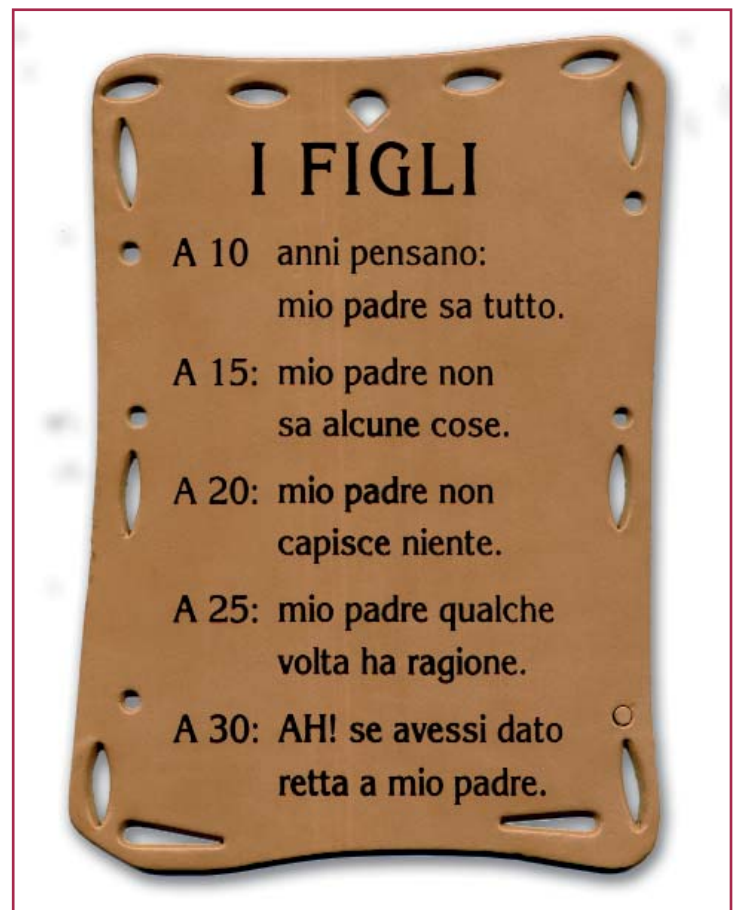 I FIGLI
A 10 anni pensano:
mio padre sa tutto.
A 15: mio padre non
sa alcune cose.
A 20: mio padre non
capisce niente.
A 25: mio padre qualche
volta ha ragione.
A 30: AH! se avessi dato
retta a mio padre.